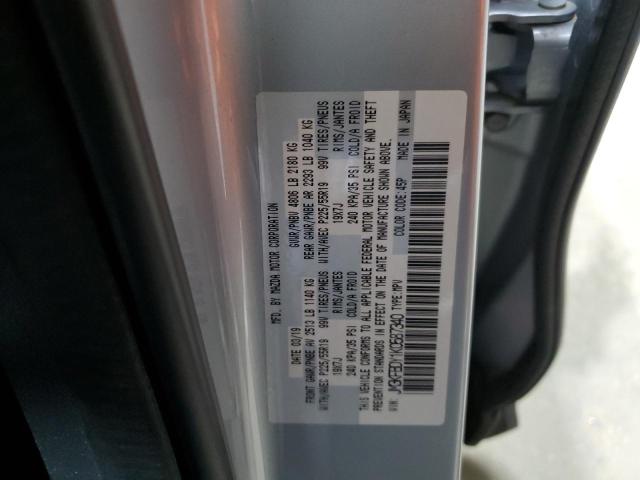 MFD. BY MAZDA MOTOR CORPORATION
DATE: 03/19 GVWR/PNBV 4806 LB 2180 KG
FRONT GAWR/PNBE AV 2513 LB 1140 KG REAR GAWR/PNBE AR 2293 LB 1040 KG
WITH/AVEC P225/55R19 99V TIRES/PNEUS WITH/AVEC P225/55R19 99V TIRES/PNEUS
19X7J RIMS/JANTES 19X7J RIMS/JANTES
240 KPA/35 PSI COLD/A FROID 240 KPA/35 PSI COLD/A FROID
THIS VEHICLE CONFORMS TO ALL APPLICABLE FEDERAL MOTOR VEHICLE SAFETY AND THEFT
PREVENTION STANDARDS IN EFFECT ON THE DATE OF MANUFACTURE SHOWN ABOVE.
VIN: TYPE:MPV COLOR CODE:45P MADE IN JAPAN